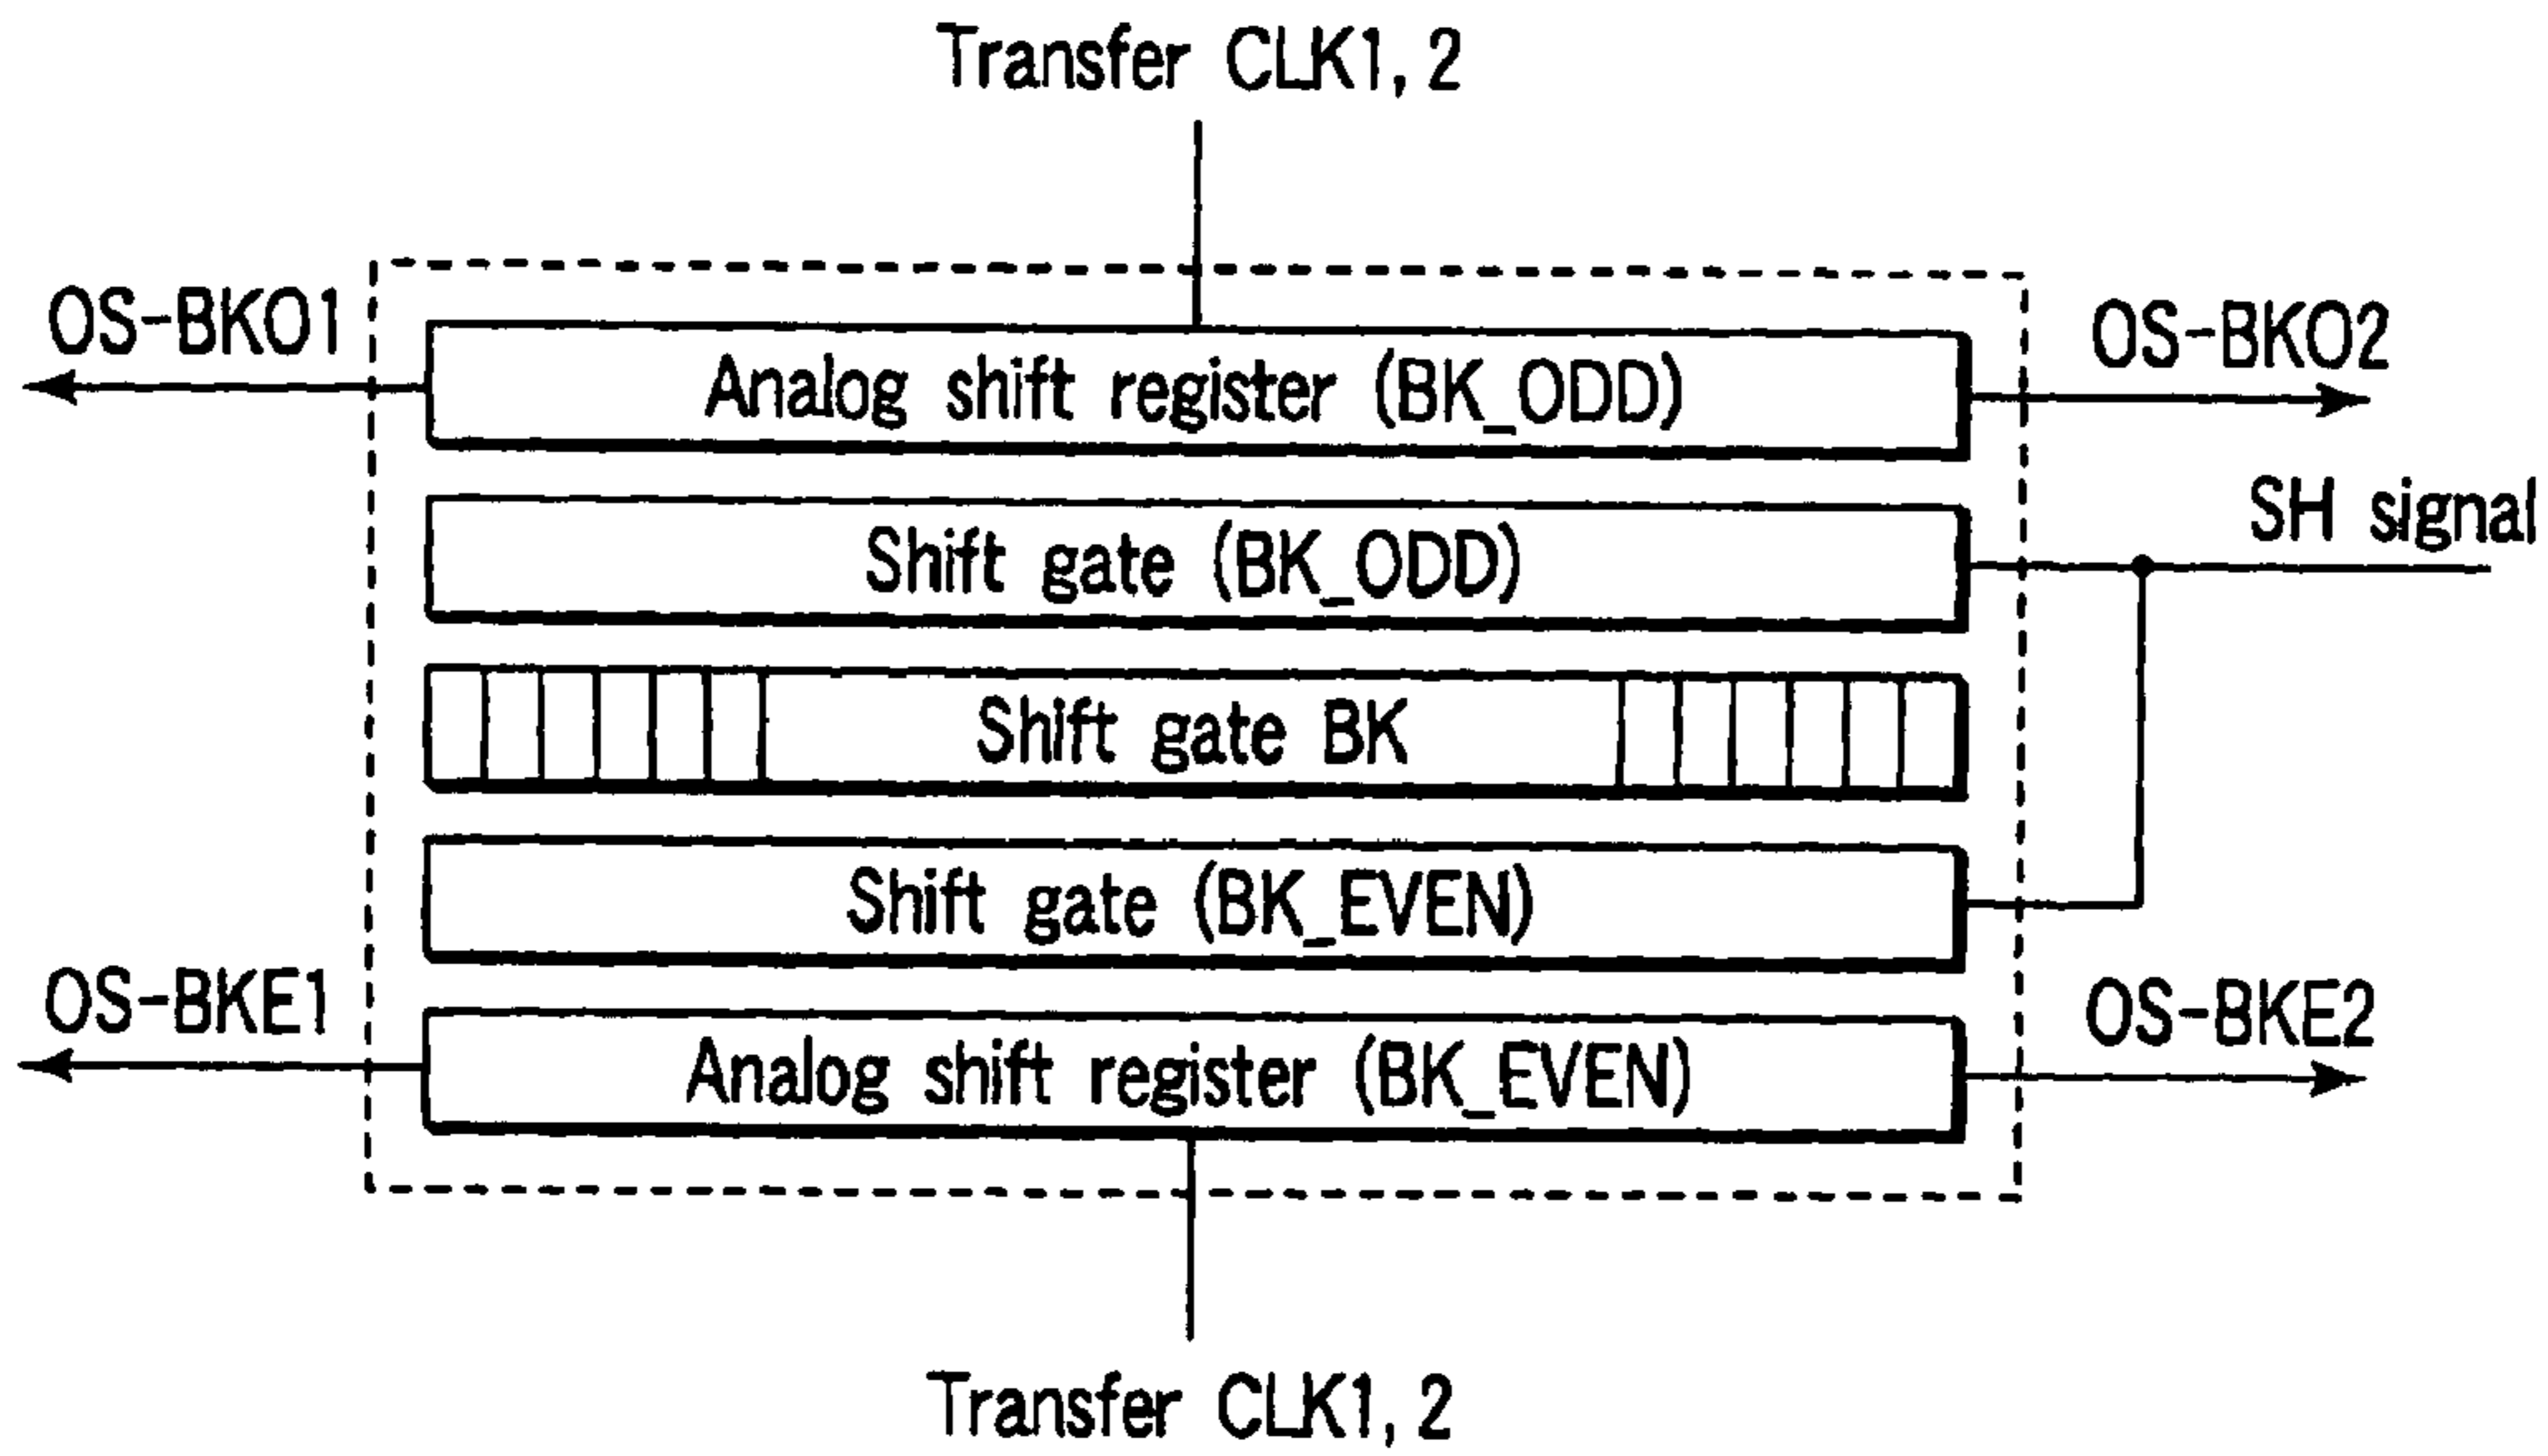 Transfer CLK1, 2
OS-BKO1
OS-BKO2
Analog shift register (BK_ODD)
SH signal
Shift gate (BK_ODD)
Shift gate BK
Shift gate (BK_EVEN)
OS-BKE1
OS-BKE2
Analog shift register (BK_EVEN)
Transfer CLK1, 2